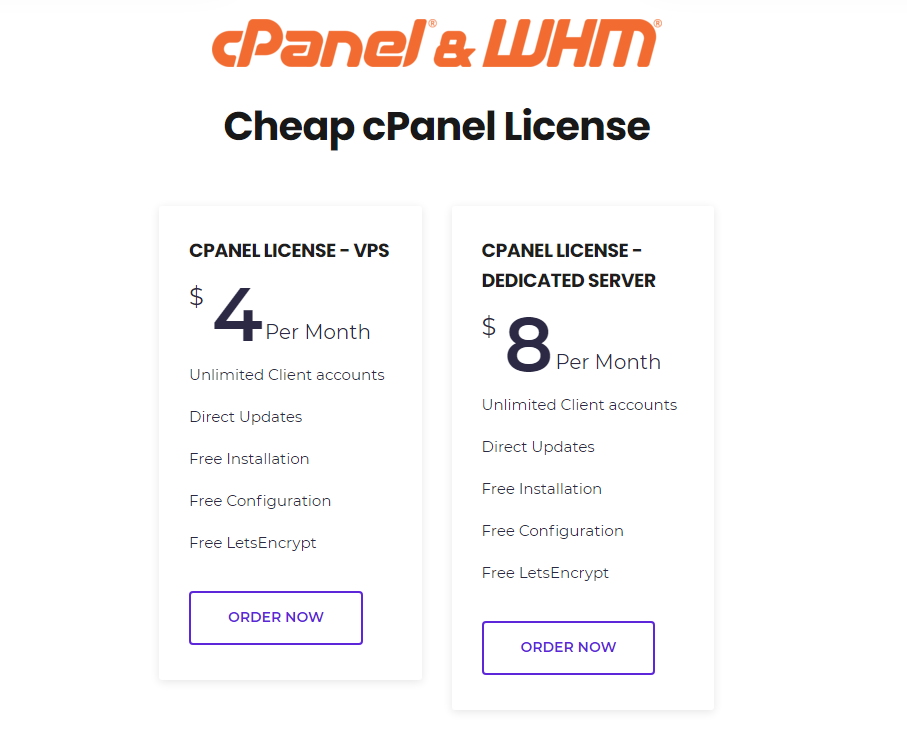 cPanel® & WHM®
Cheap cPanel License
CPANEL LICENSE - VPS
$ 4 Per Month
Unlimited Client accounts
Direct Updates
Free Installation
Free Configuration
Free LetsEncrypt
ORDER NOW
CPANEL LICENSE -
DEDICATED SERVER
$ 8 Per Month
Unlimited Client accounts
Direct Updates
Free Installation
Free Configuration
Free LetsEncrypt
ORDER NOW